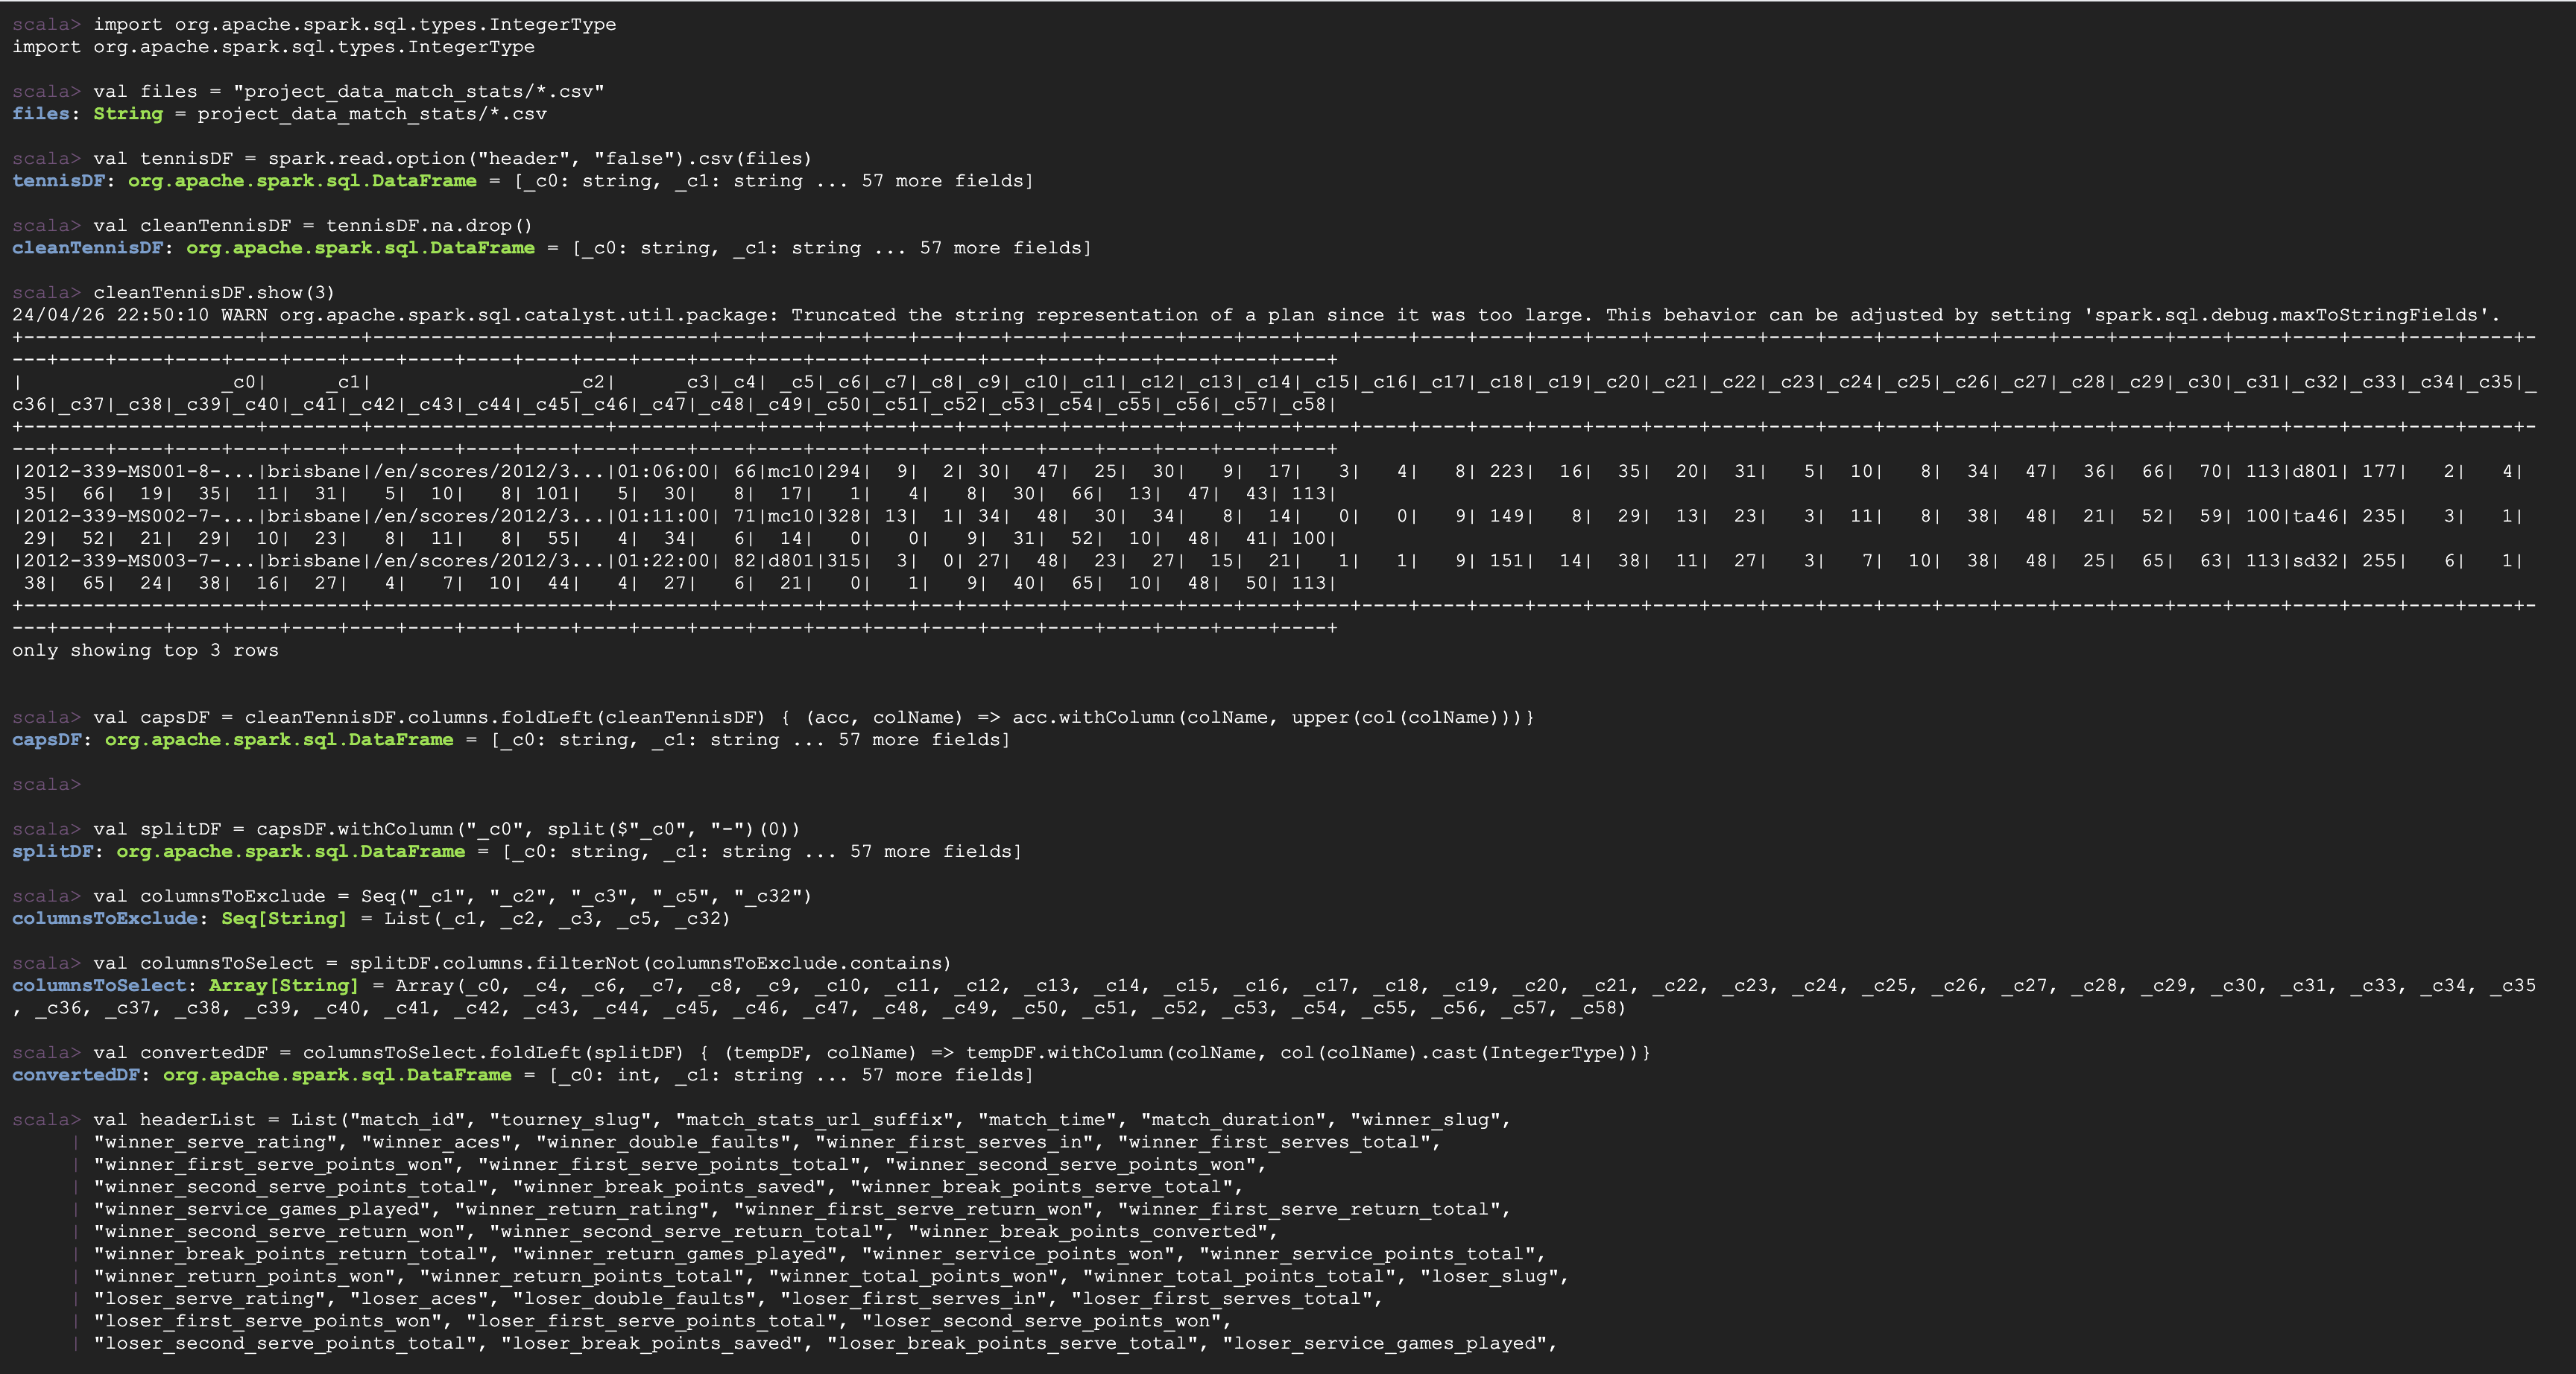 scala> import org.apache.spark.sql.types.IntegerType
import org.apache.spark.sql.types.IntegerType
scala> val files = "project_data_match_stats/*.csv"
files: String = project_data_match_stats/*.csv
scala> val tennisDF = spark.read.option("header", "false").csv(files)
tennisDF: org.apache.spark.sql.DataFrame = [_c0: string, _c1: string ... 57 more fields]
scala> val cleanTennisDF = tennisDF.na.drop()
cleanTennisDF: org.apache.spark.sql.DataFrame = [_c0: string, _c1: string ... 57 more fields]
scala> cleanTennisDF.show(3)
24/04/26 22:50:10 WARN org.apache.spark.sql.catalyst.util.package: Truncated the string representation of a plan since it was too large. This behavior can be adjusted by setting 'spark.sql.debug.maxToStringFields'.
+--------------------+--------+--------------------+--------+---+----+---+---+---+---+----+----+----+----+----+----+----+----+----+----+----+----+----+----+----+----+----+----+----+----+----+----+----+----+----+----+-
---+----+----+----+----+----+----+----+----+----+----+----+----+----+----+----+----+----+----+----+----+----+----+
| _c0| _c1| _c2| _c3|_c4| _c5|_c6|_c7|_c8|_c9|_c10|_c11|_c12|_c13|_c14|_c15|_c16|_c17|_c18|_c19|_c20|_c21|_c22|_c23|_c24|_c25|_c26|_c27|_c28|_c29|_c30|_c31|_c32|_c33|_c34|_c35|_
c36|_c37|_c38|_c39|_c40|_c41|_c42|_c43|_c44|_c45|_c46|_c47|_c48|_c49|_c50|_c51|_c52|_c53|_c54|_c55|_c56|_c57|_c58|
+--------------------+--------+--------------------+--------+---+----+---+---+---+---+----+----+----+----+----+----+----+----+----+----+----+----+----+----+----+----+----+----+----+----+----+----+----+----+----+----+-
---+----+----+----+----+----+----+----+----+----+----+----+----+----+----+----+----+----+----+----+----+----+----+
|2012-339-MS001-8-...|brisbane|/en/scores/2012/3...|01:06:00| 66|mc10|294| 9| 2| 30| 47| 25| 30| 9| 17| 3| 4| 8| 223| 16| 35| 20| 31| 5| 10| 8| 34| 47| 36| 66| 70| 113|d801| 177| 2| 4|
35| 66| 19| 35| 11| 31| 5| 10| 8| 101| 5| 30| 8| 17| 1| 4| 8| 30| 66| 13| 47| 43| 113|
|2012-339-MS002-7-...|brisbane|/en/scores/2012/3...|01:11:00| 71|mc10|328| 13| 1| 34| 48| 30| 34| 8| 14| 0| 0| 9| 149| 8| 29| 13| 23| 3| 11| 8| 38| 48| 21| 52| 59| 100|ta46| 235| 3| 1|
29| 52| 21| 29| 10| 23| 8| 11| 8| 55| 4| 34| 6| 14| 0| 0| 9| 31| 52| 10| 48| 41| 100|
|2012-339-MS003-7-...|brisbane|/en/scores/2012/3...|01:22:00| 82|d801|315| 3| 0| 27| 48| 23| 27| 15| 21| 1| 1| 9| 151| 14| 38| 11| 27| 3| 7| 10| 38| 48| 25| 65| 63| 113|sd32| 255| 6| 1|
38| 65| 24| 38| 16| 27| 4| 7| 10| 44| 4| 27| 6| 21| 0| 1| 9| 40| 65| 10| 48| 50| 113|
+--------------------+--------+--------------------+--------+---+----+---+---+---+---+----+----+----+----+----+----+----+----+----+----+----+----+----+----+----+----+----+----+----+----+----+----+----+----+----+----+-
---+----+----+----+----+----+----+----+----+----+----+----+----+----+----+----+----+----+----+----+----+----+----+
only showing top 3 rows
scala> val capsDF = cleanTennisDF.columns.foldLeft(cleanTennisDF) { (acc, colName) => acc.withColumn(colName, upper(col(colName)))}
capsDF: org.apache.spark.sql.DataFrame = [_c0: string, _c1: string ... 57 more fields]
scala>
scala> val splitDF = capsDF.withColumn("_c0", split($"_c0", "-")(0))
splitDF: org.apache.spark.sql.DataFrame = [_c0: string, _c1: string ... 57 more fields]
scala> val columnsToExclude = Seq("_c1", "_c2", "_c3", "_c5", "_c32")
columnsToExclude: Seq[String] = List(_c1, _c2, _c3, _c5, _c32)
scala> val columnsToSelect = splitDF.columns.filterNot(columnsToExclude.contains)
columnsToSelect: Array[String] = Array(_c0, _c4, _c6, _c7, _c8, _c9, _c10, _c11, _c12, _c13, _c14, _c15, _c16, _c17, _c18, _c19, _c20, _c21, _c22, _c23, _c24, _c25, _c26, _c27, _c28, _c29, _c30, _c31, _c33, _c34, _c35
, _c36, _c37, _c38, _c39, _c40, _c41, _c42, _c43, _c44, _c45, _c46, _c47, _c48, _c49, _c50, _c51, _c52, _c53, _c54, _c55, _c56, _c57, _c58)
scala> val convertedDF = columnsToSelect.foldLeft(splitDF) { (tempDF, colName) => tempDF.withColumn(colName, col(colName).cast(IntegerType))}
convertedDF: org.apache.spark.sql.DataFrame = [_c0: int, _c1: string ... 57 more fields]
scala> val headerList = List("match_id", "tourney_slug", "match_stats_url_suffix", "match_time", "match_duration", "winner_slug",
| "winner_serve_rating", "winner_aces", "winner_double_faults", "winner_first_serves_in", "winner_first_serves_total",
| "winner_first_serve_points_won", "winner_first_serve_points_total", "winner_second_serve_points_won",
| "winner_second_serve_points_total", "winner_break_points_saved", "winner_break_points_serve_total",
| "winner_service_games_played", "winner_return_rating", "winner_first_serve_return_won", "winner_first_serve_return_total",
| "winner_second_serve_return_won", "winner_second_serve_return_total", "winner_break_points_converted",
| "winner_break_points_return_total", "winner_return_games_played", "winner_service_points_won", "winner_service_points_total",
| "winner_return_points_won", "winner_return_points_total", "winner_total_points_won", "winner_total_points_total", "loser_slug",
| "loser_serve_rating", "loser_aces", "loser_double_faults", "loser_first_serves_in", "loser_first_serves_total",
| "loser_first_serve_points_won", "loser_first_serve_points_total", "loser_second_serve_points_won",
| "loser_second_serve_points_total", "loser_break_points_saved", "loser_break_points_serve_total", "loser_service_games_played",